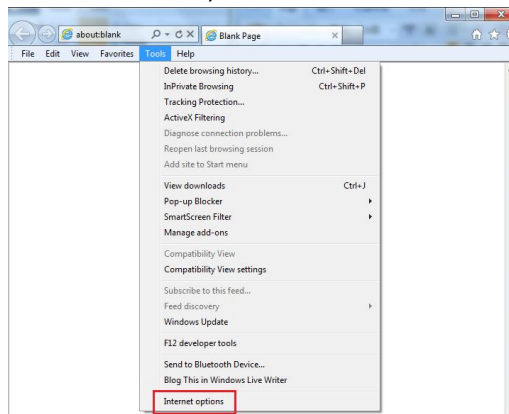 about:blank
Blank Page
File Edit View Favorites Tools Help
Delete browsing history... Ctrl+Shift+Del
InPrivate Browsing Ctrl+Shift+P
Tracking Protection...
ActiveX Filtering
Diagnose connection problems...
Reopen last browsing session
Add site to Start menu
View downloads Ctrl+J
Pop-up Blocker
SmartScreen Filter
Manage add-ons
Compatibility View
Compatibility View settings
Subscribe to this feed...
Feed discovery
Windows Update
F12 developer tools
Send to Bluetooth Device...
Blog This in Windows Live Writer
Internet options